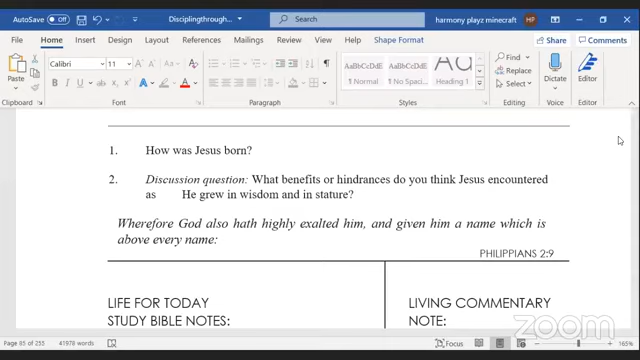 AutoSave Off Disciplingthrough... Search harmony playz minecraft HP
File Home Insert Draw Design Layout References Mailings Review View Help Shape Format Share Comments
Paste Calibri 11 Find Replace Select Dictate Editor
AaBbCcDdE AaBbCcDdE
¶ Normal ¶ No Spaci... Heading 1
Clipboard Font Paragraph Styles Editing Voice Editor
1. How was Jesus born?
2. Discussion question: What benefits or hindrances do you think Jesus encountered
as He grew in wisdom and in stature?
Wherefore God also hath highly exalted him, and given him a name which is
above every name:
PHILIPPIANS 2:9
LIFE FOR TODAY LIVING COMMENTARY
STUDY BIBLE NOTES: NOTE:
zoom
Page 85 of 255 41978 words Focus 165%